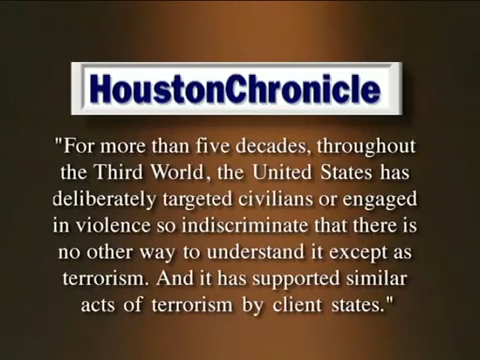 HoustonChronicle
"For more than five decades, throughout
the Third World, the United States has
deliberately targeted civilians or engaged
in violence so indiscriminate that there is
no other way to understand it except as
terrorism. And it has supported similar
acts of terrorism by client states."